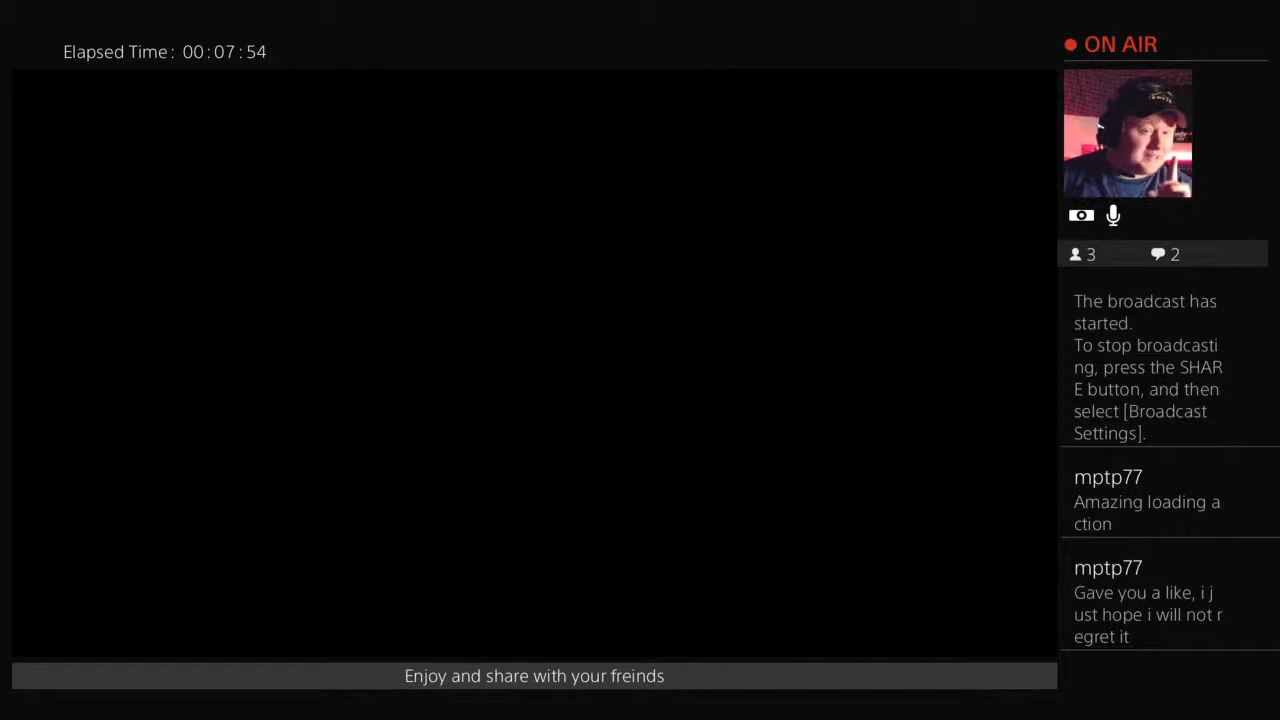 Elapsed Time: 00:07:54
ON AIR
3
2
The broadcast has
started.
To stop broadcasti
ng, press the SHAR
E button, and then
select [Broadcast
Settings].
mptp77
Amazing loading a
ction
mptp77
Gave you a like, i j
ust hope i will not r
egret it
Enjoy and share with your freinds